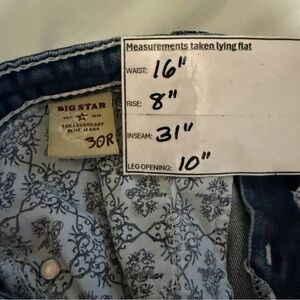 Measurements taken lying flat
WAIST: 16"
RISE: 8"
INSEAM: 31"
LEG OPENING: 10"
BIG STAR
EST 1974
THE LEGENDARY
BLUE JEANS
30R